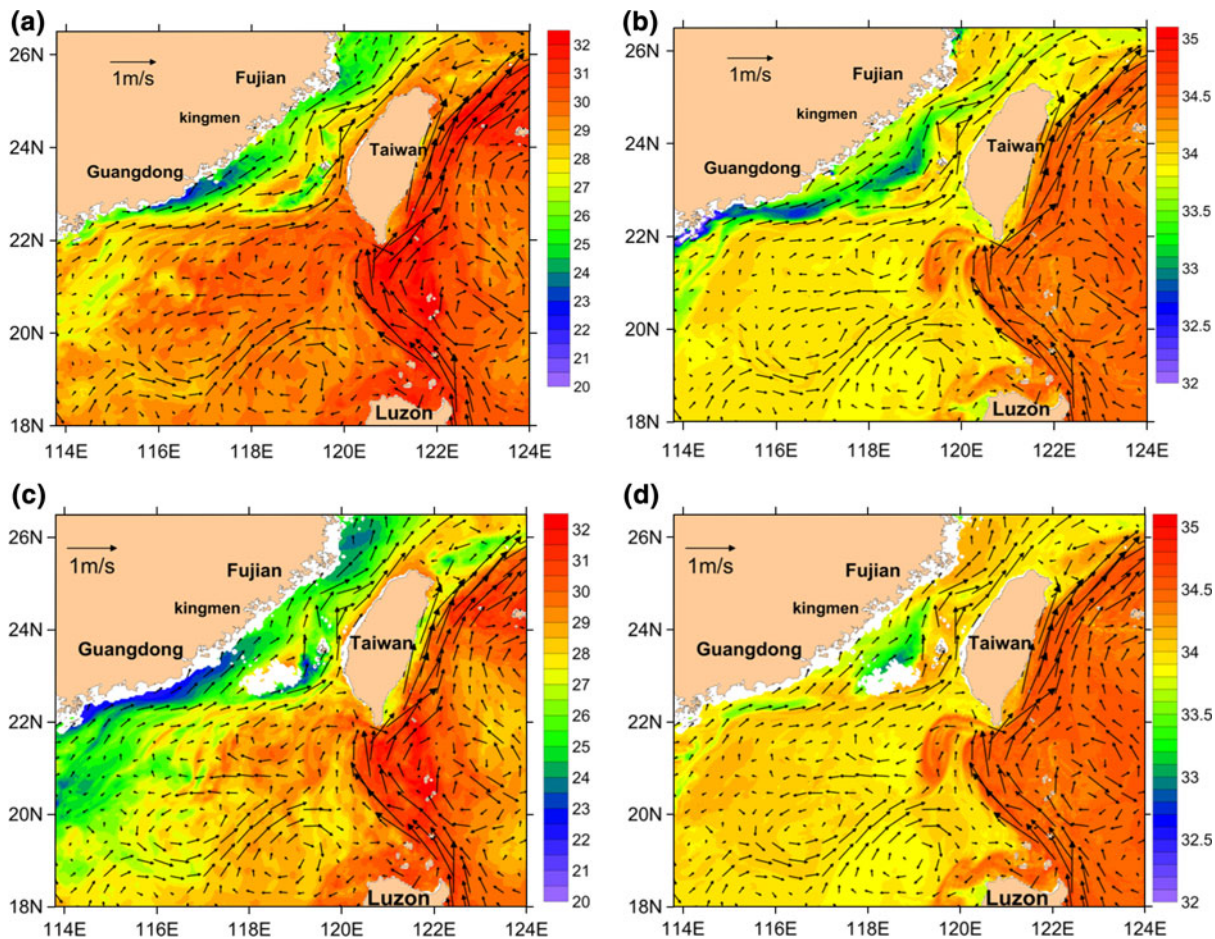 (a)
1m/s
Fujian
kingmen
Taiwan
Guangdong
Luzon
26N
24N
22N
20N
18N
114E 116E 118E 120E 122E 124E
32
31
30
29
28
27
26
25
24
23
22
21
20
(b)
1m/s
Fujian
kingmen
Taiwan
Guangdong
Luzon
26N
24N
22N
20N
18N
114E 116E 118E 120E 122E 124E
35
34.5
34
33.5
33
32.5
32
(c)
1m/s
Fujian
kingmen
Guangdong
Taiwan
Luzon
26N
24N
22N
20N
18N
114E 116E 118E 120E 122E 124E
32
31
30
29
28
27
26
25
24
23
22
21
20
(d)
1m/s
Fujian
kingmen
Guangdong
Taiwan
Luzon
26N
24N
22N
20N
18N
114E 116E 118E 120E 122E 124E
35
34.5
34
33.5
33
32.5
32